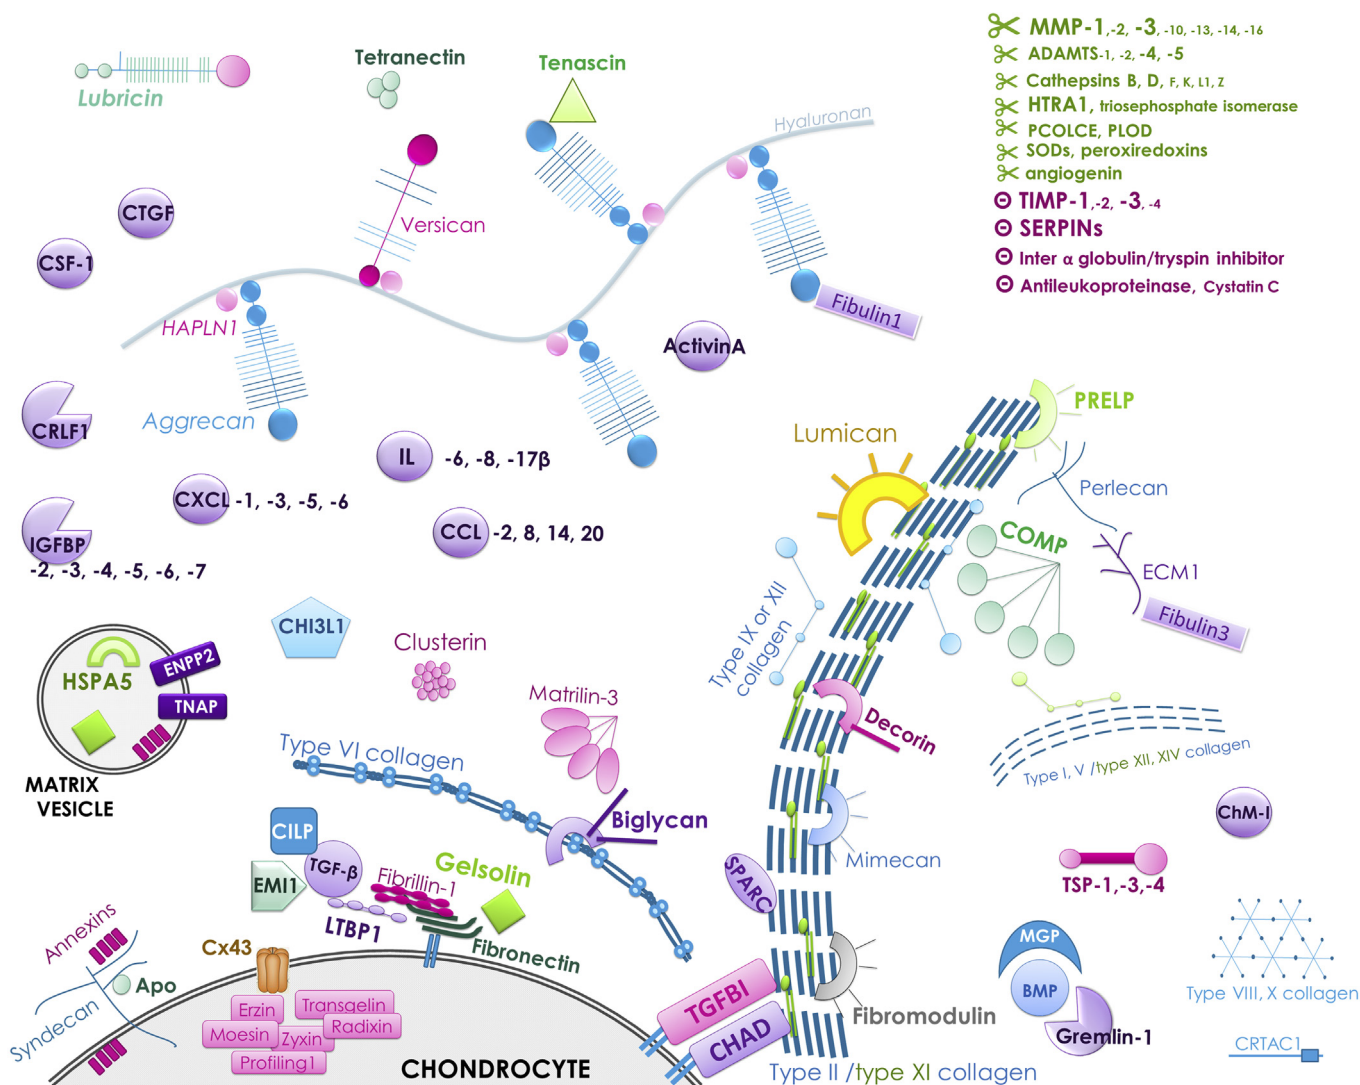 MMP-1,-2, -3, -10, -13, -14, -16
ADAMTS-1, -2, -4, -5
Cathepsins B, D, F, K, L1, Z
HTRA1, triosephosphate isomerase
PCOLCE, PLOD
SODs, peroxiredoxins
angiogenin
TIMP-1,-2, -3, -4
SERPINs
Inter α globulin/tryspin inhibitor
Antileukoproteinase, Cystatin C
Lubricin
Tetranectin
Tenascin
Hyaluronan
CTGF
Versican
CSF-1
HAPLN1
Fibulin1
ActivinA
Aggrecan
CRLF1
PRELP
Lumican
IL -6, -8, -17β
Perlecan
CXCL -1, -3, -5, -6
CCL -2, 8, 14, 20
COMP
IGFBP
-2, -3, -4, -5, -6, -7
ECM1
Fibulin3
Type IX or XII
collagen
CHI3L1
Clusterin
ENPP2
HSPA5
TNAP
Matrilin-3
Decorin
MATRIX
VESICLE
Type VI collagen
Type I, V /type XII, XIV collagen
ChM-I
Biglycan
CILP
Mimecan
TGF-β
Gelsolin
EMI1
Fibrillin-1
SPARC
TSP-1,-3,-4
LTBP1
Annexins
Cx43
Fibronectin
MGP
Apo
BMP
Type VIII, X collagen
Syndecan
Erzin
Transgelin
Moesin
Zyxin
Radixin
Profiling1
TGFBI
CHAD
Fibromodulin
Gremlin-1
CRTAC1
CHONDROCYTE
Type II /type XI collagen